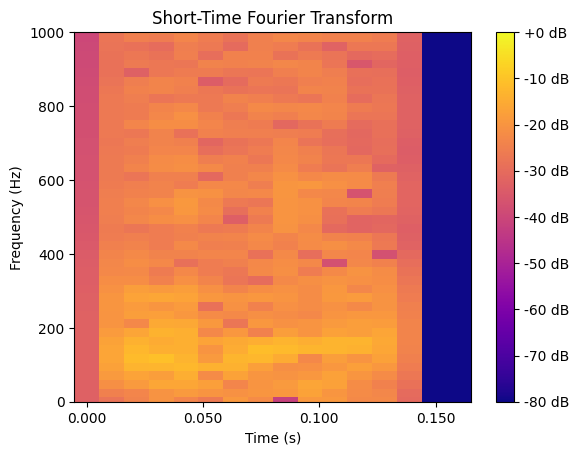 Short-Time Fourier Transform
Frequency (Hz)
1000
800
600
400
200
0
0.000
0.050
0.100
0.150
Time (s)
+0 dB
-10 dB
-20 dB
-30 dB
-40 dB
-50 dB
-60 dB
-70 dB
-80 dB